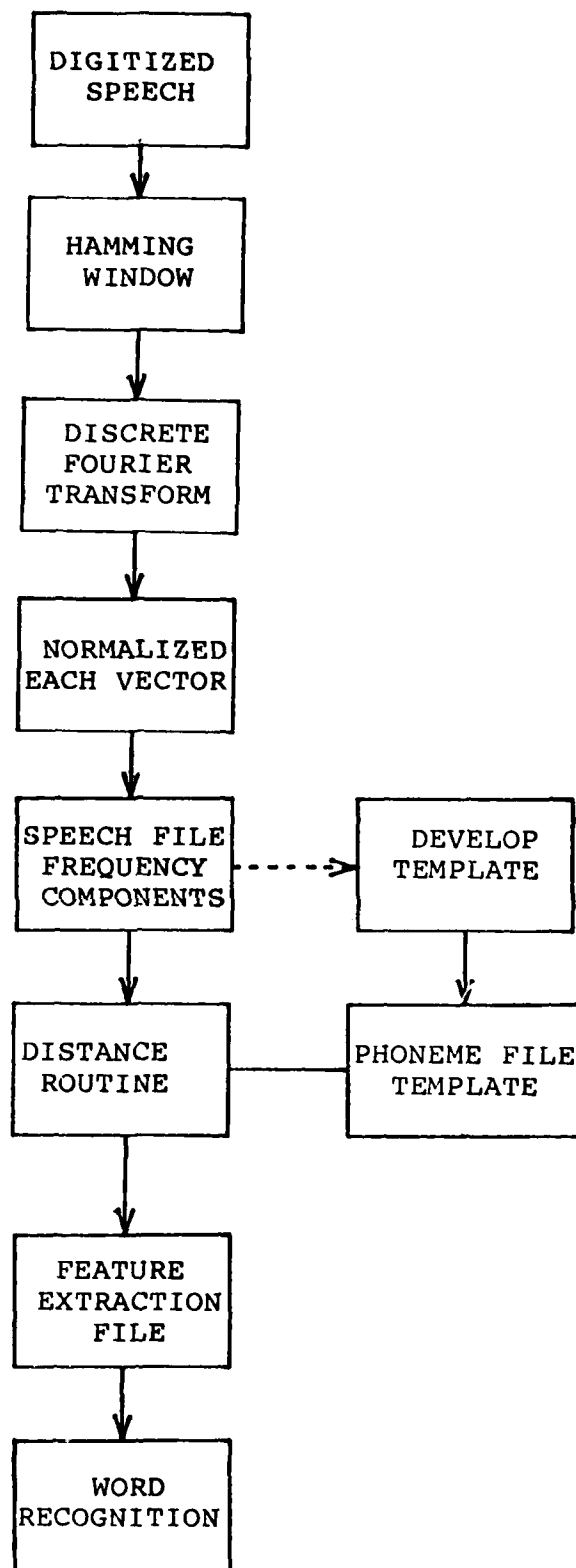 DIGITIZED
SPEECH
HAMMING
WINDOW
DISCRETE
FOURIER
TRANSFORM
NORMALIZED
EACH VECTOR
SPEECH FILE
FREQUENCY
COMPONENTS
DEVELOP
TEMPLATE
DISTANCE
ROUTINE
PHONEME FILE
TEMPLATE
FEATURE
EXTRACTION
FILE
WORD
RECOGNITION